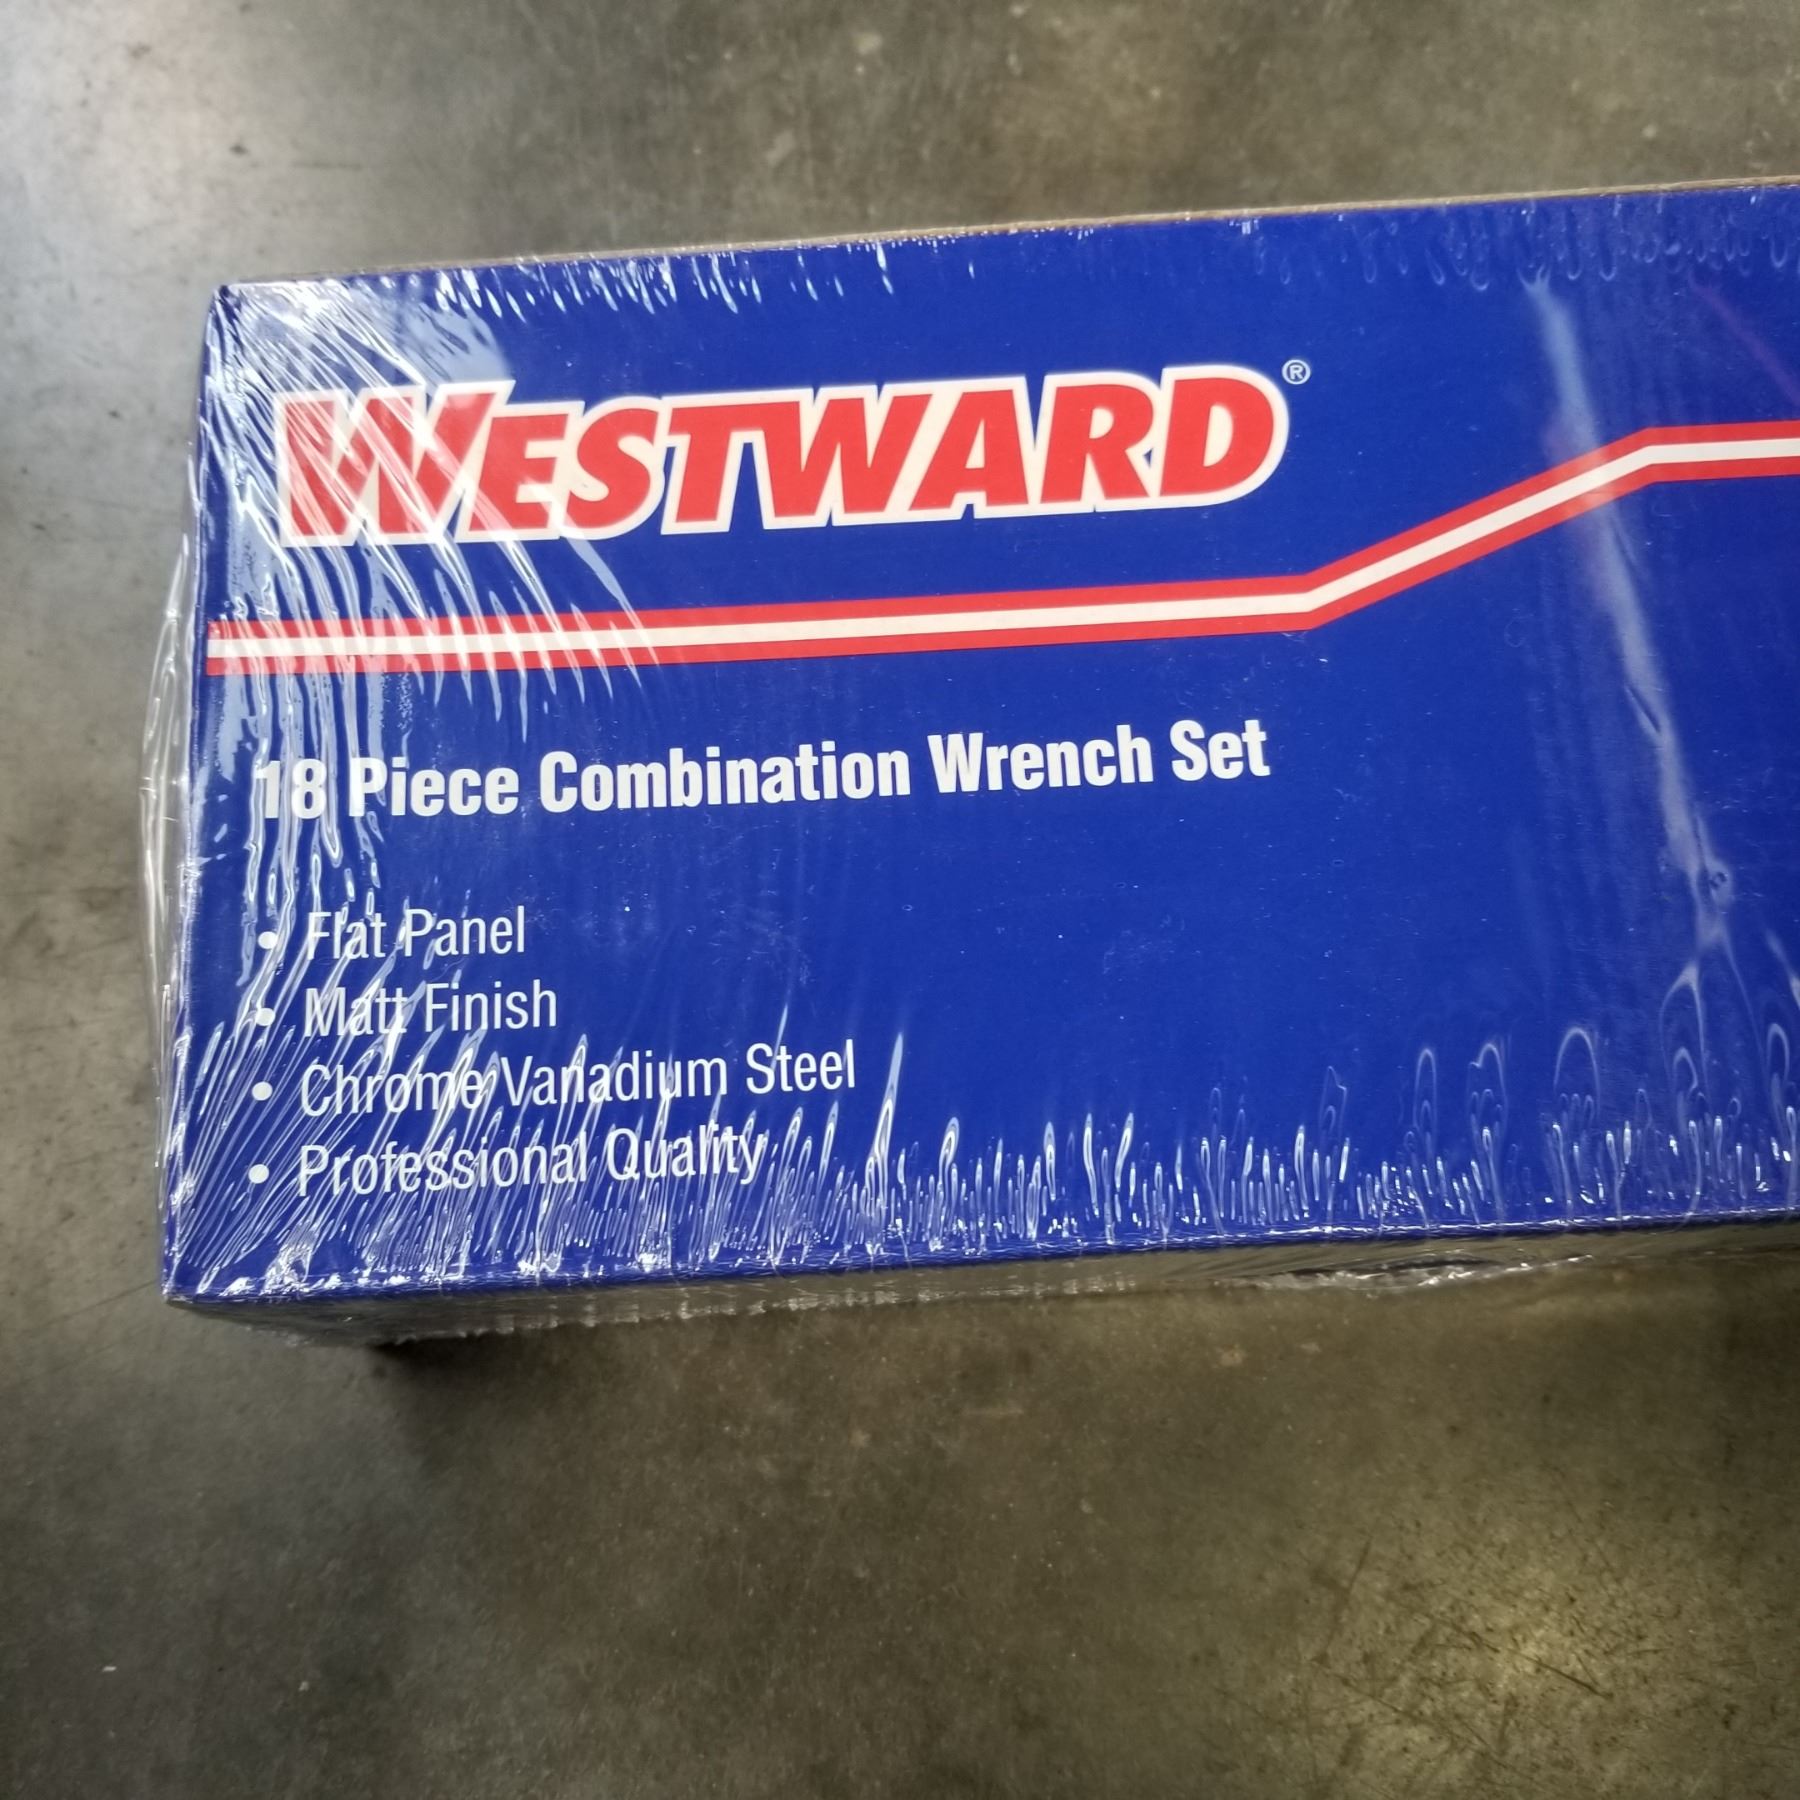 WESTWARD®
18 Piece Combination Wrench Set
• Flat Panel
• Matt Finish
• Chrome Vanadium Steel
• Professional Quality